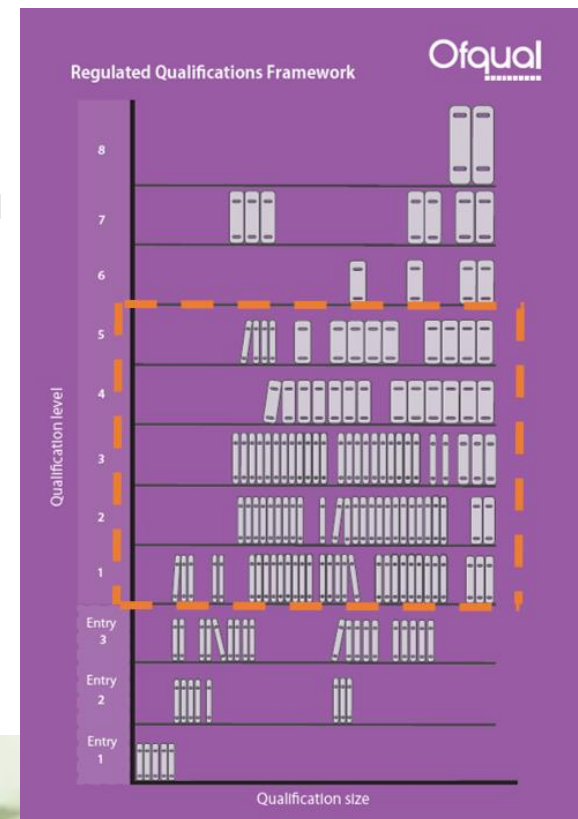 Ofqual
Regulated Qualifications Framework
8
7
6
5
4
3
2
1
Entry
3
Entry
2
Entry
1
Qualification level
Qualification size